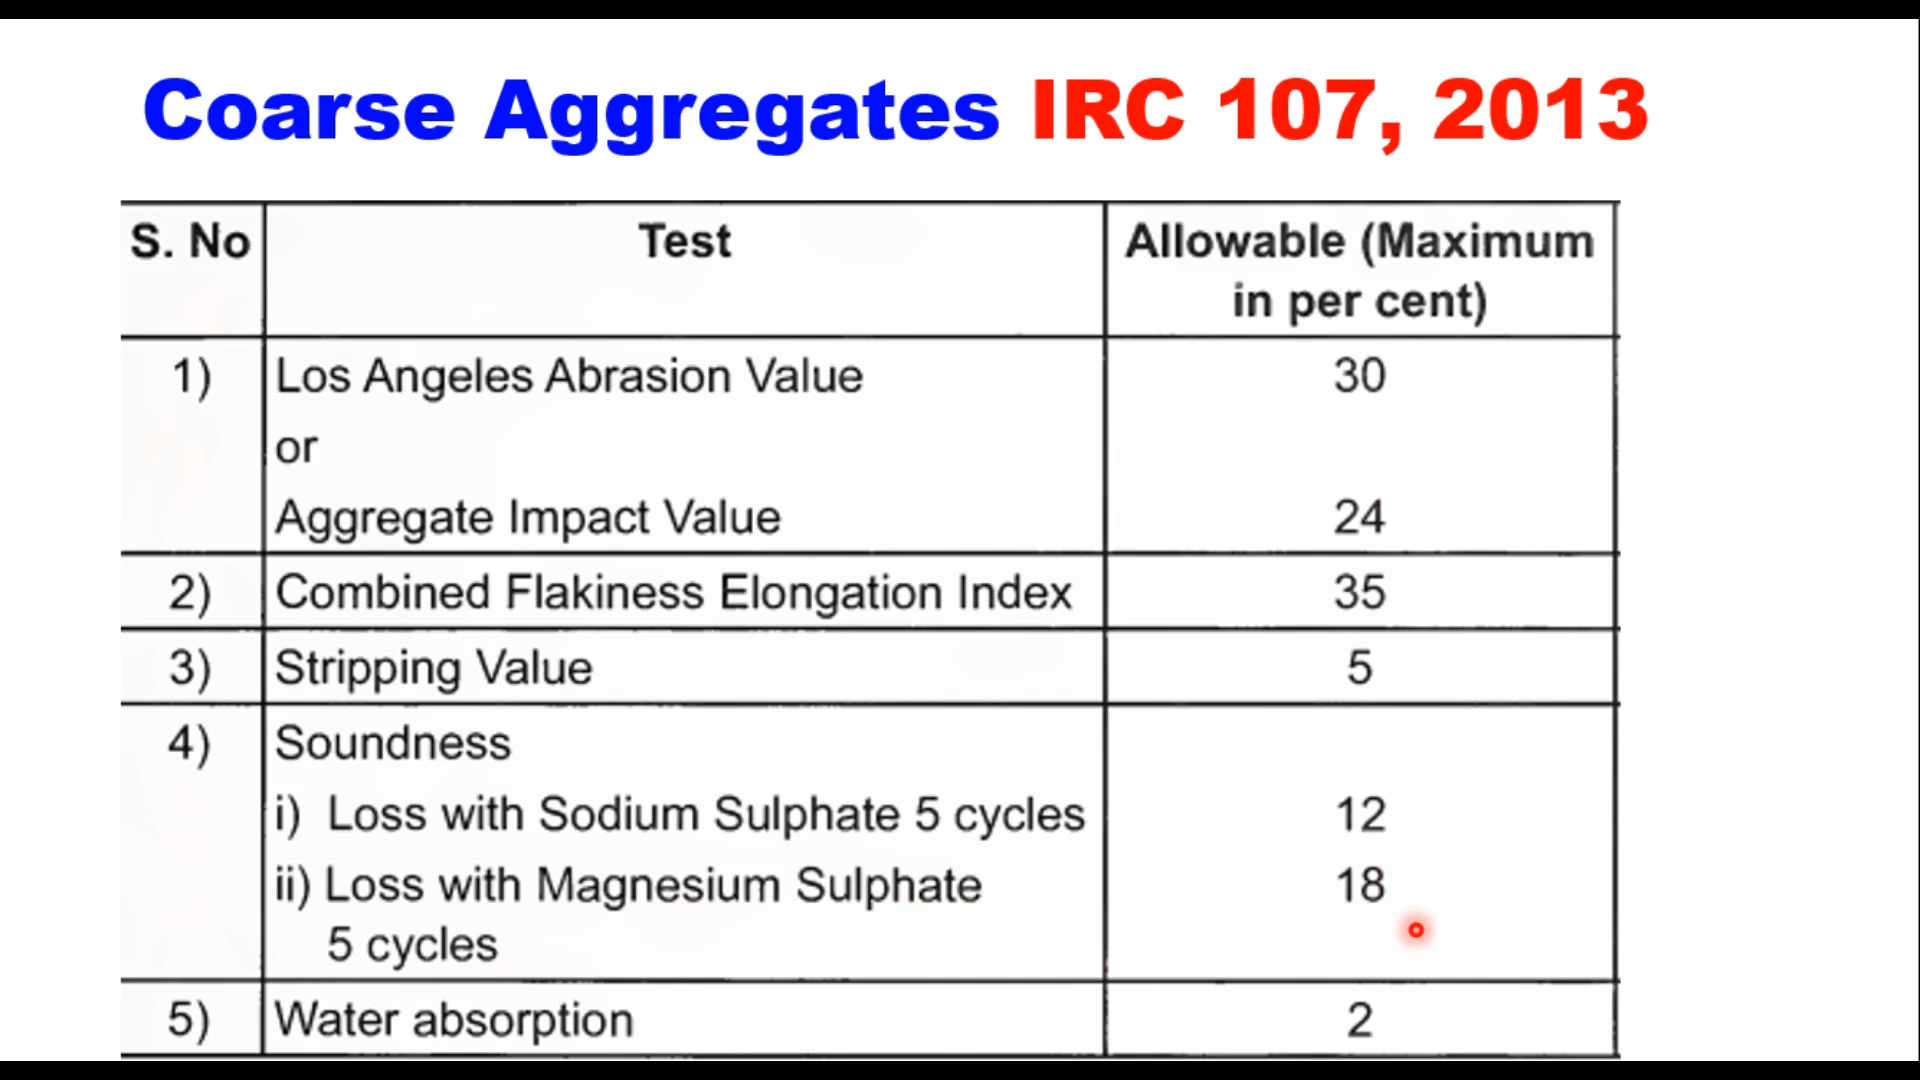 Coarse Aggregates IRC 107, 2013
S. No Test Allowable (Maximum
in per cent)
1) Los Angeles Abrasion Value 30
or
Aggregate Impact Value 24
2) Combined Flakiness Elongation Index 35
3) Stripping Value 5
4) Soundness
i) Loss with Sodium Sulphate 5 cycles 12
ii) Loss with Magnesium Sulphate 18
5 cycles
5) Water absorption 2